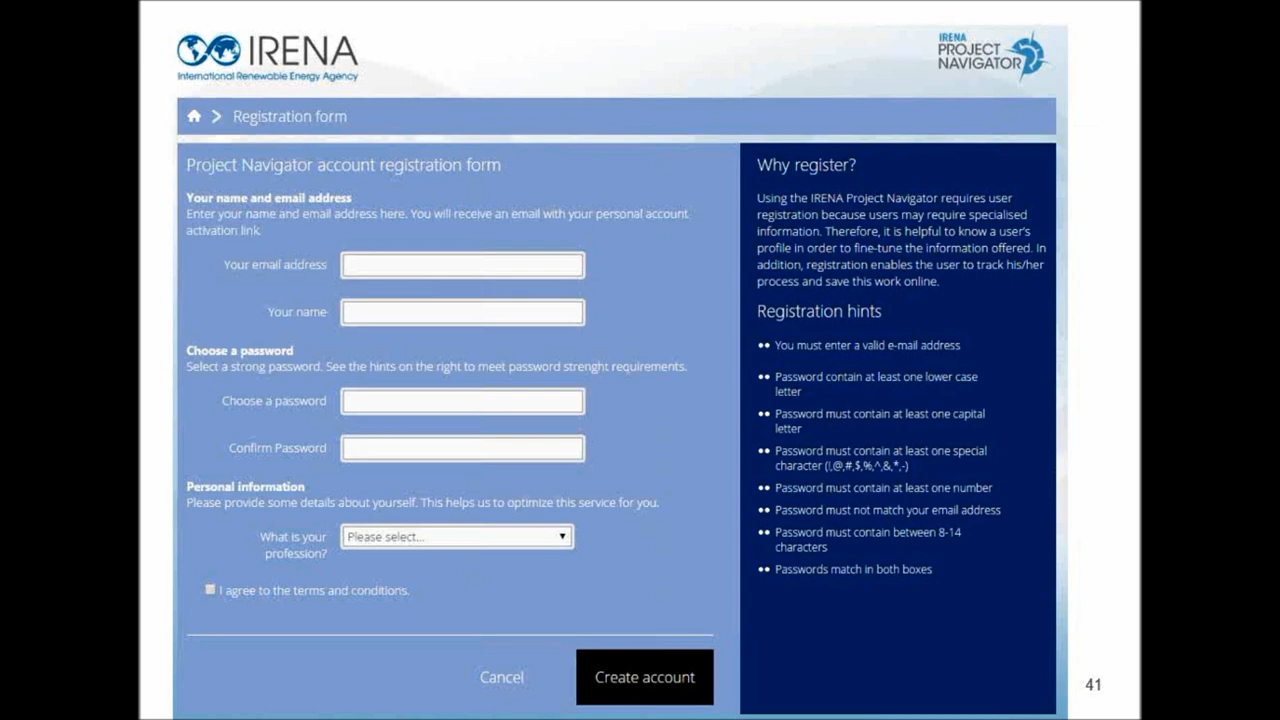 IRENA
International Renewable Energy Agency
IRENA
PROJECT
NAVIGATOR
Registration form
Project Navigator account registration form
Your name and email address
Enter your name and email address here. You will receive an email with your personal account
activation link.
Your email address
Your name
Choose a password
Select a strong password. See the hints on the right to meet password strenght requirements.
Choose a password
Confirm Password
Personal information
Please provide some details about yourself. This helps us to optimize this service for you.
What is your
profession?
Please select...
I agree to the terms and conditions.
Cancel
Create account
Why register?
Using the IRENA Project Navigator requires user
registration because users may require specialised
information. Therefore, it is helpful to know a user's
profile in order to fine-tune the information offered. In
addition, registration enables the user to track his/her
process and save this work online.
Registration hints
You must enter a valid e-mail address
Password contain at least one lower case
letter
Password must contain at least one capital
letter
Password must contain at least one special
character (!,@,#,$,%,^,&,*,-)
Password must contain at least one number
Password must not match your email address
Password must contain between 8-14
characters
Passwords match in both boxes
41